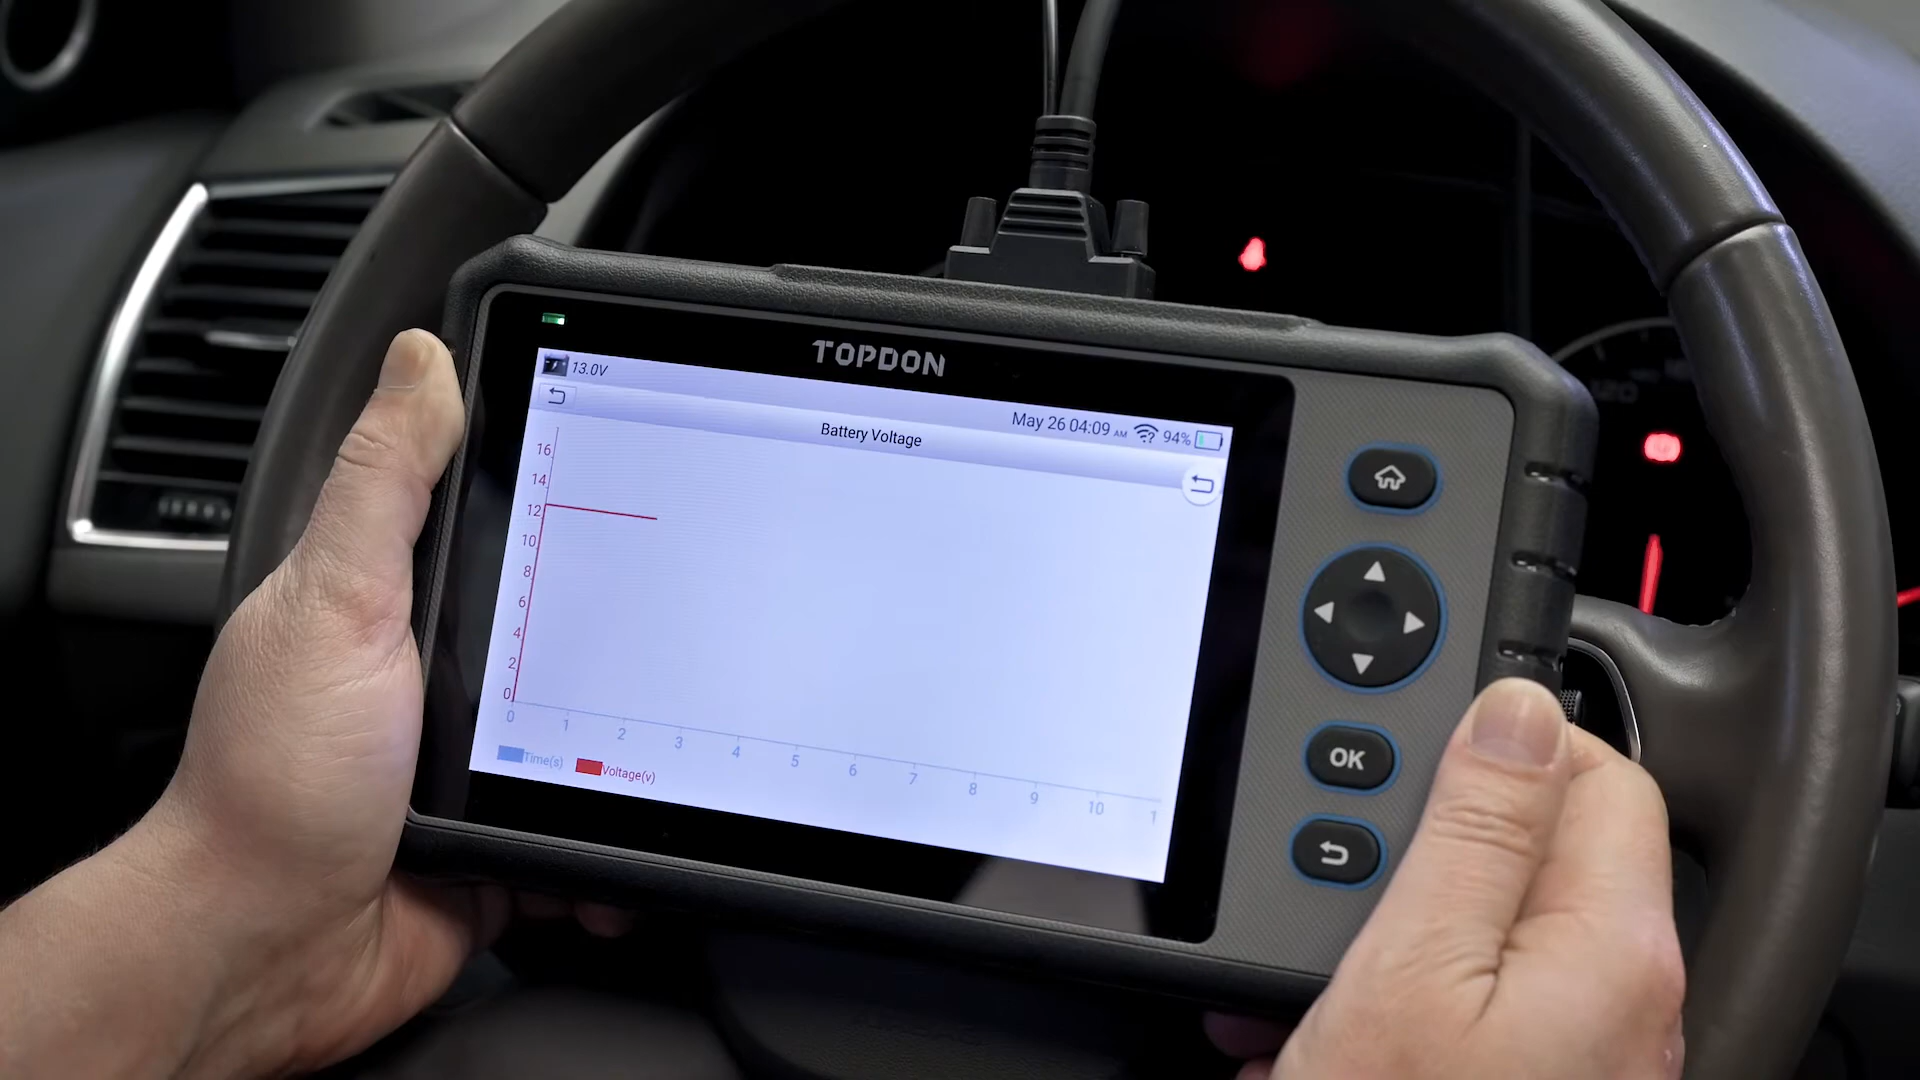 TOPDON
13.0V
May 26 04:09 AM 94%
Battery Voltage
16
14
12
10
8
6
4
2
0
0 1 2 3 4 5 6 7 8 9 10 1
Time(s) Voltage(v)
OK
120